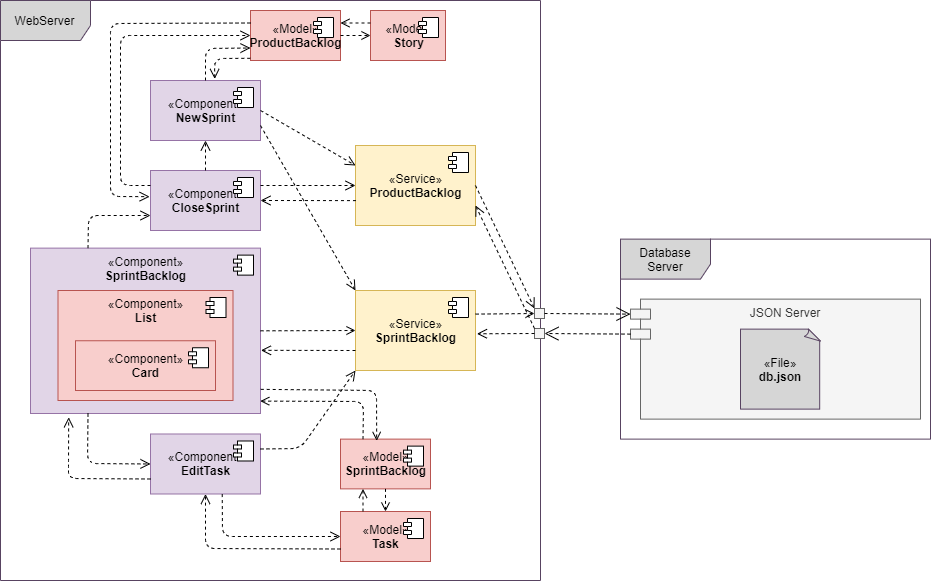 WebServer
«Model»
ProductBacklog
«Model»
Story
«Component»
NewSprint
«Service»
ProductBacklog
«Component»
CloseSprint
«Component»
SprintBacklog
«Component»
List
«Component»
Card
«Service»
SprintBacklog
Database
Server
JSON Server
«File»
db.json
«Component»
EditTask
«Model»
SprintBacklog
«Model»
Task